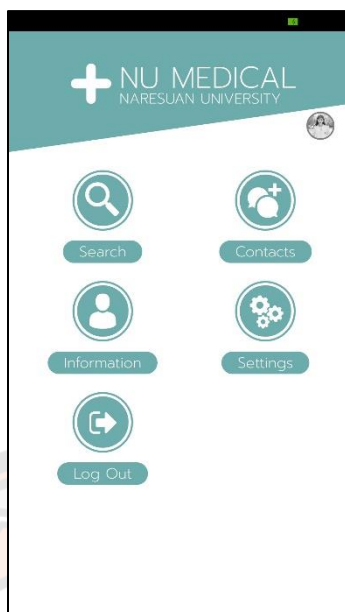 NU MEDICAL
NARESUAN UNIVERSITY
Search
Contacts
Information
Settings
Log Out